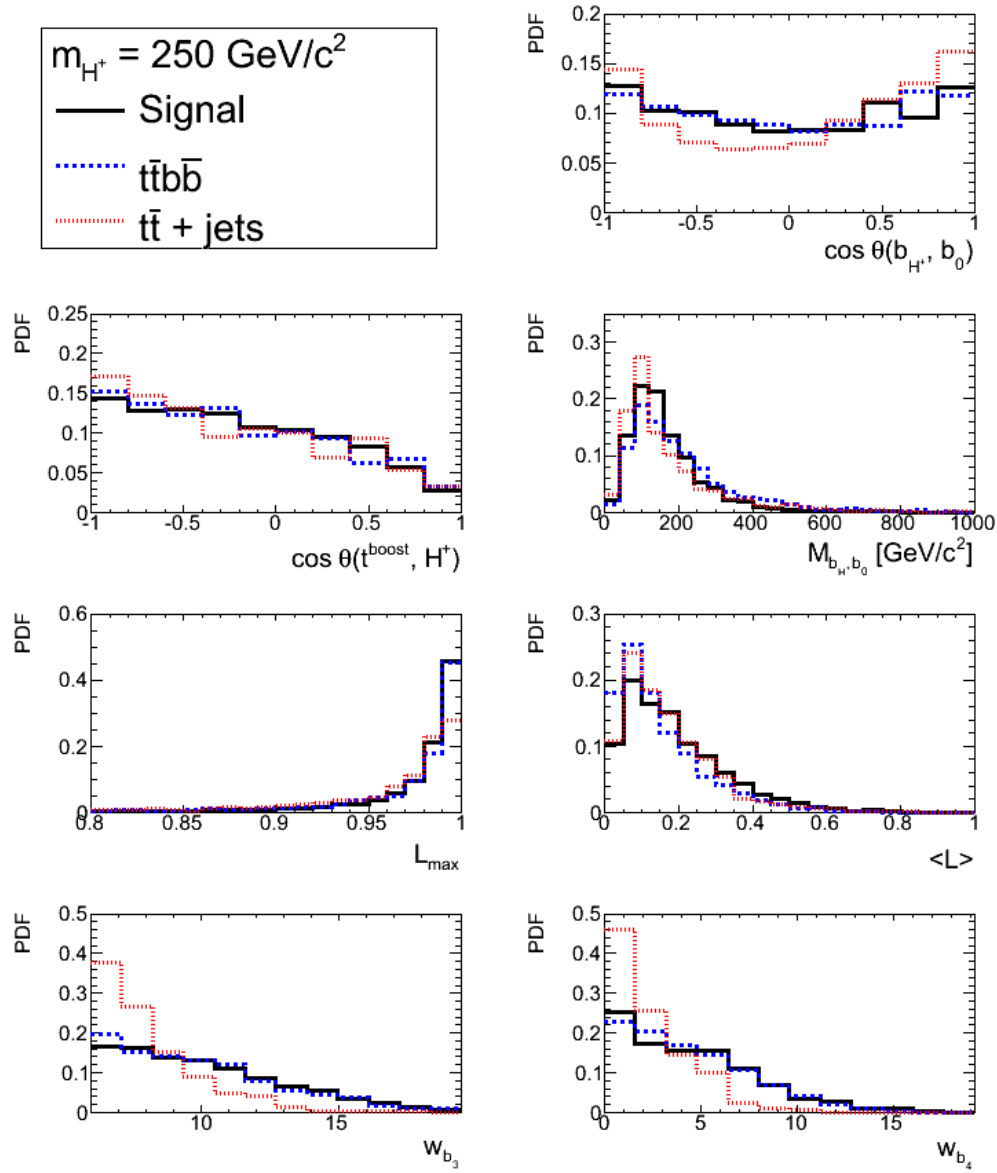 m_H⁺ = 250 GeV/c²
Signal
tt̄bb̄
tt̄ + jets
PDF
0.2
0.15
0.1
0.05
0
-1 -0.5 0 0.5 1
cos θ(b_H⁺, b₀)
PDF
0.25
0.2
0.15
0.1
0.05
0
-1 -0.5 0 0.5 1
cos θ(t^boost, H⁺)
PDF
0.3
0.2
0.1
0
0 200 400 600 800 1000
M_b_H,b₀ [GeV/c²]
PDF
0.6
0.4
0.2
0
0.8 0.85 0.9 0.95 1
L_max
PDF
0.3
0.2
0.1
0
0 0.2 0.4 0.6 0.8 1
<L>
PDF
0.5
0.4
0.3
0.2
0.1
0
10 15
w_b₃
PDF
0.5
0.4
0.3
0.2
0.1
0
0 5 10 15
w_b₄